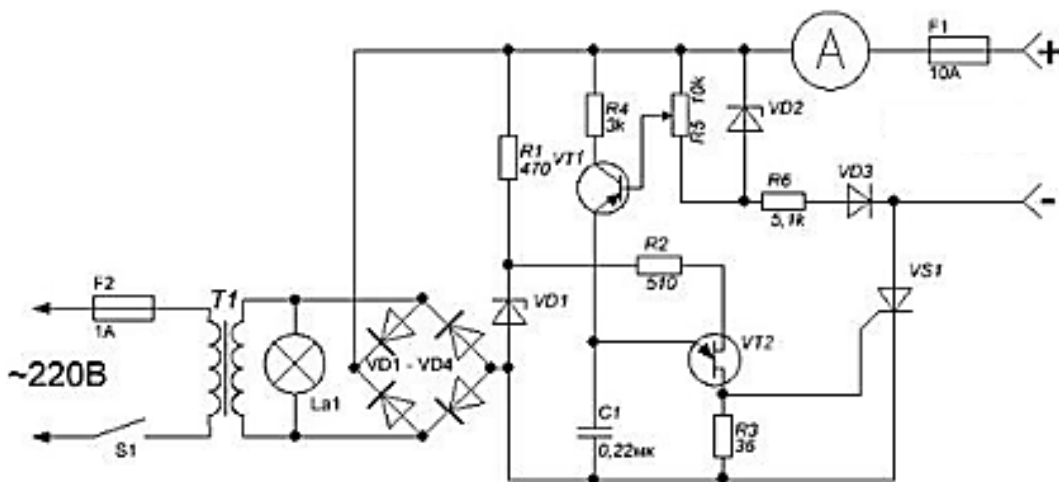 F1
10A
A
+
R4
3k
R5
10k
VD2
R1
470
VT1
R6
5,1k
VD3
-
R2
510
VS1
F2
1A
T1
VD1
VT2
~220В
La1
VD1 - VD4
S1
C1
0,22мк
R3
36